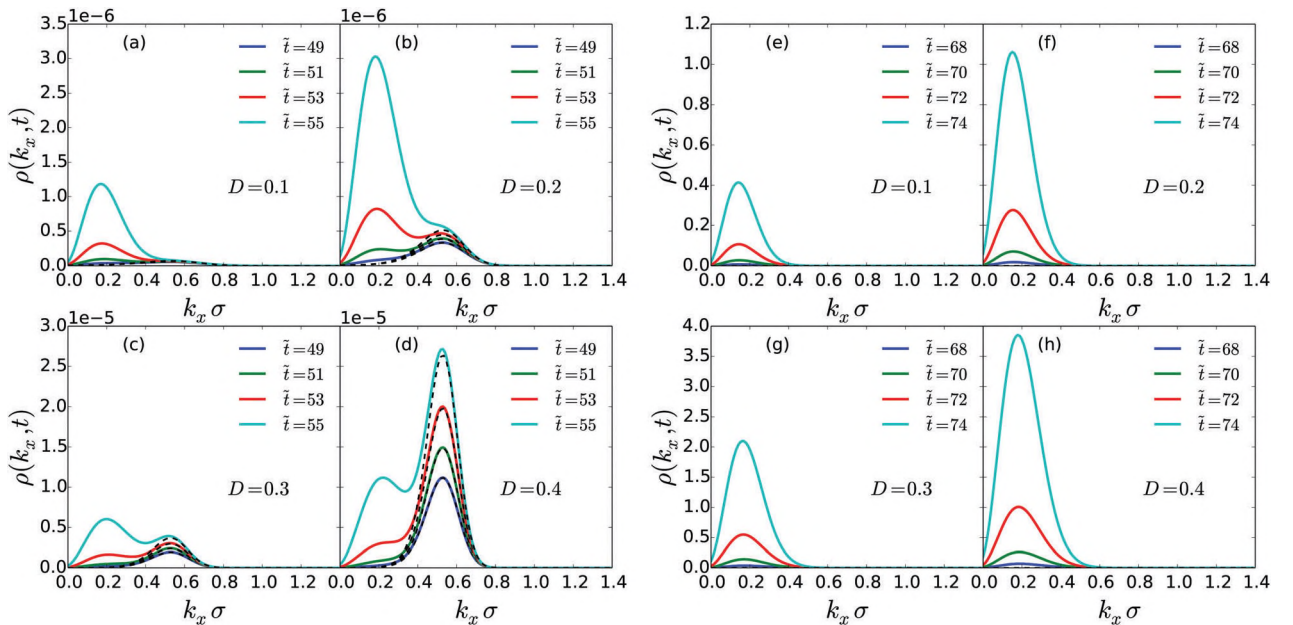 1e−6
1e−6
(a)
(b)
(e)
(f)
t̃=49
t̃=51
t̃=53
t̃=55
t̃=49
t̃=51
t̃=53
t̃=55
t̃=68
t̃=70
t̃=72
t̃=74
t̃=68
t̃=70
t̃=72
t̃=74
D=0.1
D=0.2
D=0.1
D=0.2
ρ(kₓ,t)
3.5
3.0
2.5
2.0
1.5
1.0
0.5
0.0
ρ(kₓ,t)
1.2
1.0
0.8
0.6
0.4
0.2
0.0
0.0 0.2 0.4 0.6 0.8 1.0 1.2 0.0 0.2 0.4 0.6 0.8 1.0 1.2 1.4
0.0 0.2 0.4 0.6 0.8 1.0 1.2 0.0 0.2 0.4 0.6 0.8 1.0 1.2 1.4
kₓσ
kₓσ
kₓσ
kₓσ
1e−5
1e−5
(c)
(d)
(g)
(h)
t̃=49
t̃=51
t̃=53
t̃=55
t̃=49
t̃=51
t̃=53
t̃=55
t̃=68
t̃=70
t̃=72
t̃=74
t̃=68
t̃=70
t̃=72
t̃=74
D=0.3
D=0.4
D=0.3
D=0.4
ρ(kₓ,t)
3.0
2.5
2.0
1.5
1.0
0.5
0.0
ρ(kₓ,t)
4.0
3.5
3.0
2.5
2.0
1.5
1.0
0.5
0.0
0.0 0.2 0.4 0.6 0.8 1.0 1.2 0.0 0.2 0.4 0.6 0.8 1.0 1.2 1.4
0.0 0.2 0.4 0.6 0.8 1.0 1.2 0.0 0.2 0.4 0.6 0.8 1.0 1.2 1.4
kₓσ
kₓσ
kₓσ
kₓσ